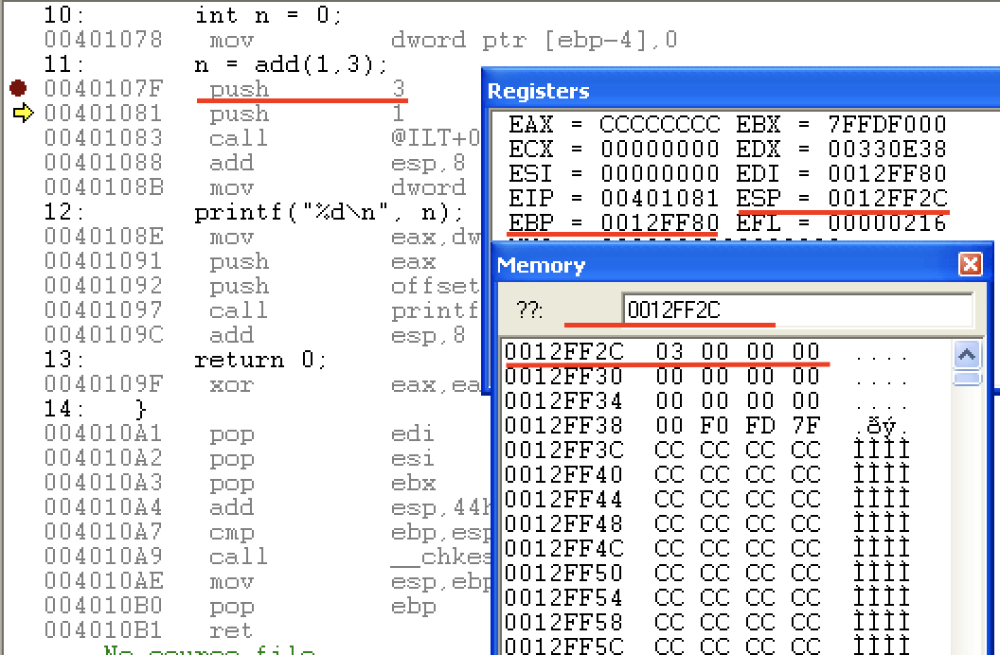 10: int n = 0;
00401078 mov dword ptr [ebp-4],0
11: n = add(1,3);
0040107F push 3
00401081 push 1
00401083 call @ILT+0
00401088 add esp,8
0040108B mov dword
12: printf("%d\n", n);
0040108E mov eax,dw
00401091 push eax
00401092 push offset
00401097 call printf
0040109C add esp,8
13: return 0;
0040109F xor eax,ea
14: }
004010A1 pop edi
004010A2 pop esi
004010A3 pop ebx
004010A4 add esp,44h
004010A7 cmp ebp,esp
004010A9 call __chkes
004010AE mov esp,ebp
004010B0 pop ebp
004010B1 ret
No source file
Registers
EAX = CCCCCCCC EBX = 7FFDF000
ECX = 00000000 EDX = 00330E38
ESI = 00000000 EDI = 0012FF80
EIP = 00401081 ESP = 0012FF2C
EBP = 0012FF80 EFL = 00000216
Memory
??: 0012FF2C
0012FF2C 03 00 00 00 ....
0012FF30 00 00 00 00 ....
0012FF34 00 00 00 00 ....
0012FF38 00 F0 FD 7F .ðý.
0012FF3C CC CC CC CC ÌÌÌÌ
0012FF40 CC CC CC CC ÌÌÌÌ
0012FF44 CC CC CC CC ÌÌÌÌ
0012FF48 CC CC CC CC ÌÌÌÌ
0012FF4C CC CC CC CC ÌÌÌÌ
0012FF50 CC CC CC CC ÌÌÌÌ
0012FF54 CC CC CC CC ÌÌÌÌ
0012FF58 CC CC CC CC ÌÌÌÌ
0012FF5C CC CC CC CC ÌÌÌÌ